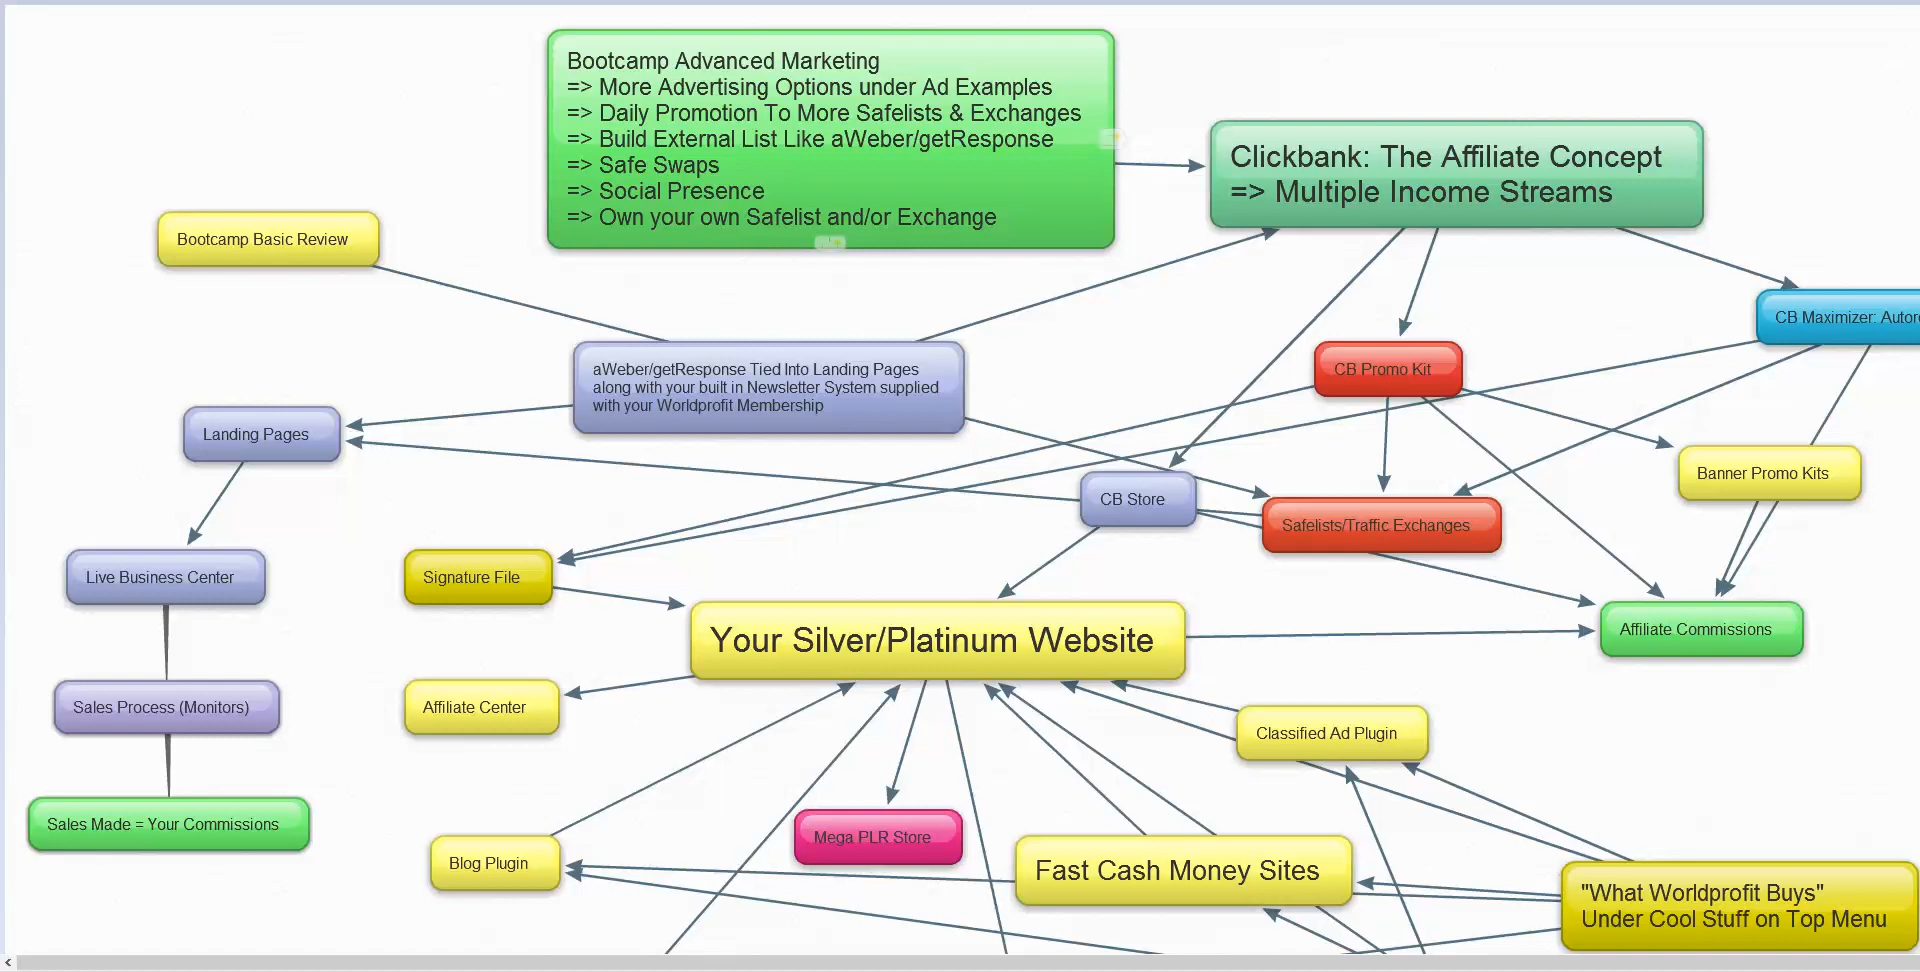 Bootcamp Advanced Marketing
=> More Advertising Options under Ad Examples
=> Daily Promotion To More Safelists & Exchanges
=> Build External List Like aWeber/getResponse
=> Safe Swaps
=> Social Presence
=> Own your own Safelist and/or Exchange
Clickbank: The Affiliate Concept
=> Multiple Income Streams
Bootcamp Basic Review
CB Maximizer: Autor
aWeber/getResponse Tied Into Landing Pages
along with your built in Newsletter System supplied
with your Worldprofit Membership
CB Promo Kit
Landing Pages
Banner Promo Kits
CB Store
Safelists/Traffic Exchanges
Live Business Center
Signature File
Your Silver/Platinum Website
Affiliate Commissions
Sales Process (Monitors)
Affiliate Center
Classified Ad Plugin
Sales Made = Your Commissions
Mega PLR Store
Blog Plugin
Fast Cash Money Sites
"What Worldprofit Buys"
Under Cool Stuff on Top Menu